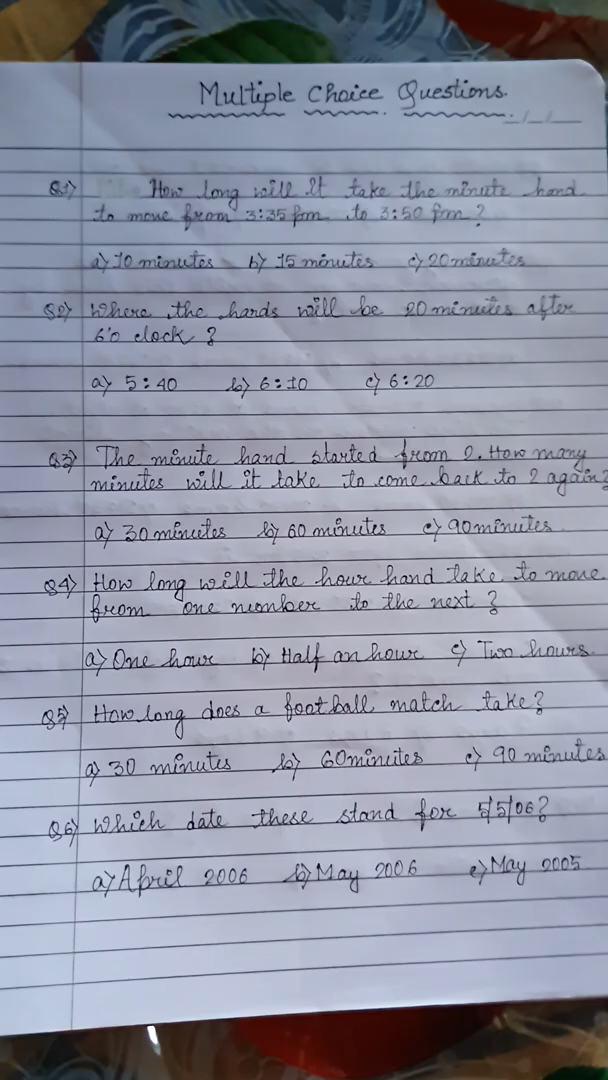 Multiple Choice Questions.
Q1) How long will It take the minute hand
to move from 3:35 pm to 3:50 pm?
a) 10 minutes b) 15 minutes c) 20 minutes
Q2) Where the hands will be 20 minutes after
6'o clock ?
a) 5:40 b) 6:10 c) 6:20
Q3) The minute hand started from 2. How many
minutes will it take to come back to 2 again?
a) 30 minutes b) 60 minutes c) 90 minutes
Q4) How long will the hour hand take to move
from one number to the next ?
a) One hour b) Half an hour c) Two hours.
Q5) How long does a football match take?
a) 30 minutes b) 60 minutes c) 90 minutes
Q6) Which date these stand for 5/5/06?
a) April 2006 b) May 2006 c) May 2005